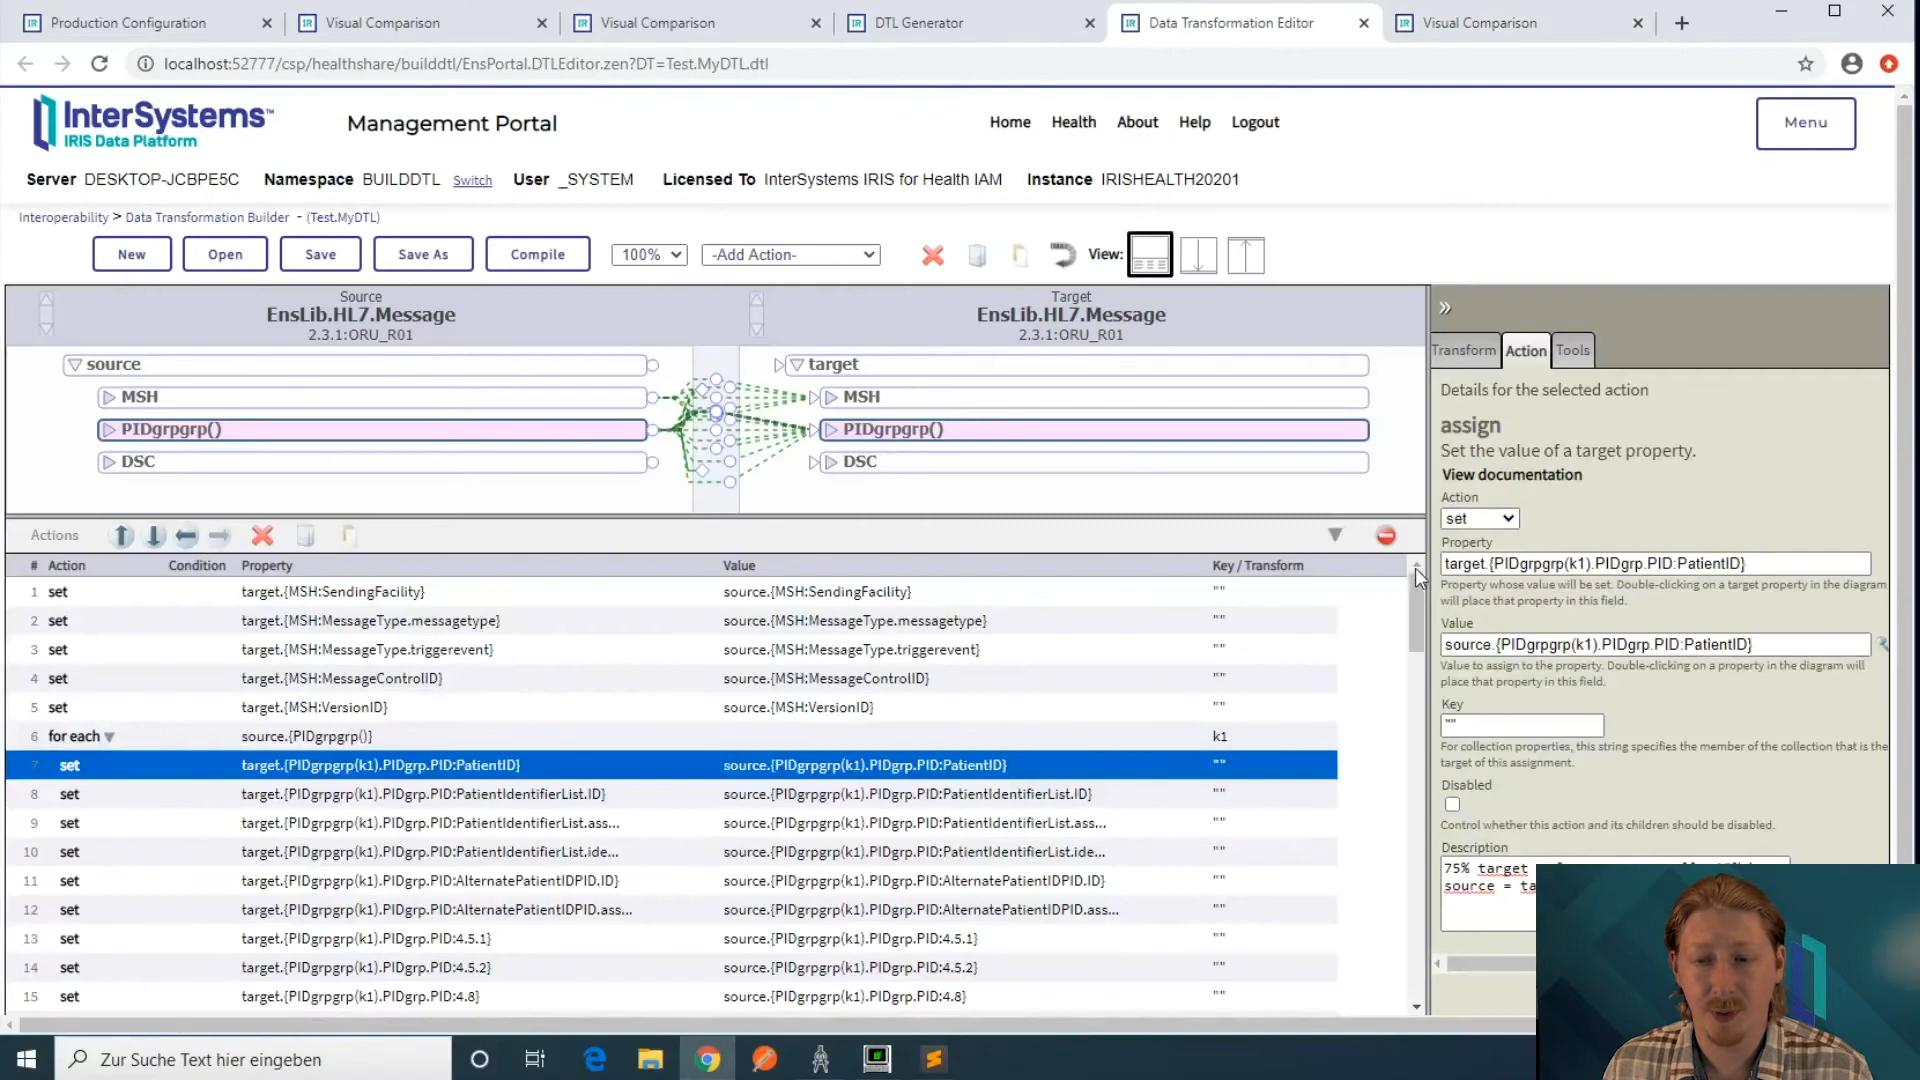 Production Configuration
Visual Comparison
Visual Comparison
DTL Generator
Data Transformation Editor
Visual Comparison
localhost:52777/csp/healthshare/builddtl/EnsPortal.DTLEditor.zen?DT=Test.MyDTL.dtl
InterSystems™
IRIS Data Platform
Management Portal
Home Health About Help Logout
Menu
Server DESKTOP-JCBPE5C Namespace BUILDDTL Switch User _SYSTEM Licensed To InterSystems IRIS for Health IAM Instance IRISHEALTH20201
Interoperability > Data Transformation Builder - (Test.MyDTL)
New Open Save Save As Compile 100% -Add Action- View:
Source
EnsLib.HL7.Message
2.3.1:ORU_R01
Target
EnsLib.HL7.Message
2.3.1:ORU_R01
source
MSH
PIDgrpgrp()
DSC
target
MSH
PIDgrpgrp()
DSC
Actions
# Action Condition Property Value Key / Transform
1 set target.{MSH:SendingFacility} source.{MSH:SendingFacility} ""
2 set target.{MSH:MessageType.messagetype} source.{MSH:MessageType.messagetype} ""
3 set target.{MSH:MessageType.triggerevent} source.{MSH:MessageType.triggerevent} ""
4 set target.{MSH:MessageControlID} source.{MSH:MessageControlID} ""
5 set target.{MSH:VersionID} source.{MSH:VersionID} ""
6 for each source.{PIDgrpgrp()} k1
7 set target.{PIDgrpgrp(k1).PIDgrp.PID:PatientID} source.{PIDgrpgrp(k1).PIDgrp.PID:PatientID} ""
8 set target.{PIDgrpgrp(k1).PIDgrp.PID:PatientIdentifierList.ID} source.{PIDgrpgrp(k1).PIDgrp.PID:PatientIdentifierList.ID} ""
9 set target.{PIDgrpgrp(k1).PIDgrp.PID:PatientIdentifierList.ass... source.{PIDgrpgrp(k1).PIDgrp.PID:PatientIdentifierList.ass... ""
10 set target.{PIDgrpgrp(k1).PIDgrp.PID:PatientIdentifierList.ide... source.{PIDgrpgrp(k1).PIDgrp.PID:PatientIdentifierList.ide... ""
11 set target.{PIDgrpgrp(k1).PIDgrp.PID:AlternatePatientIDPID.ID} source.{PIDgrpgrp(k1).PIDgrp.PID:AlternatePatientIDPID.ID} ""
12 set target.{PIDgrpgrp(k1).PIDgrp.PID:AlternatePatientIDPID.ass... source.{PIDgrpgrp(k1).PIDgrp.PID:AlternatePatientIDPID.ass... ""
13 set target.{PIDgrpgrp(k1).PIDgrp.PID:4.5.1} source.{PIDgrpgrp(k1).PIDgrp.PID:4.5.1} ""
14 set target.{PIDgrpgrp(k1).PIDgrp.PID:4.5.2} source.{PIDgrpgrp(k1).PIDgrp.PID:4.5.2} ""
15 set target.{PIDgrpgrp(k1).PIDgrp.PID:4.8} source.{PIDgrpgrp(k1).PIDgrp.PID:4.8} ""
»
Transform Action Tools
Details for the selected action
assign
Set the value of a target property.
View documentation
Action
set
Property
target.{PIDgrpgrp(k1).PIDgrp.PID:PatientID}
Property whose value will be set. Double-clicking on a target property in the diagram
will place that property in this field.
Value
source.{PIDgrpgrp(k1).PIDgrp.PID:PatientID}
Value to assign to the property. Double-clicking on a property in the diagram will
place that property in this field.
Key
""
For collection properties, this string specifies the member of the collection that is the
target of this assignment.
Disabled
Control whether this action and its children should be disabled.
Description
75% target
source = ta
Zur Suche Text hier eingeben